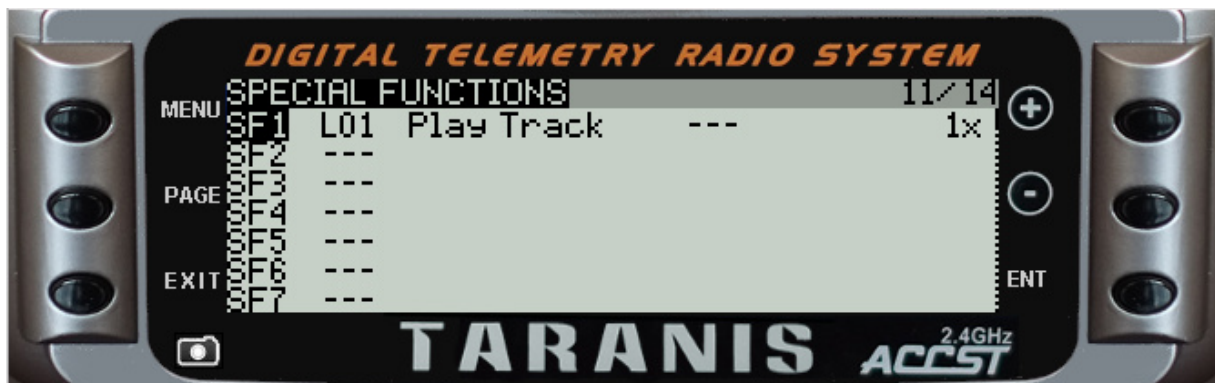 DIGITAL TELEMETRY RADIO SYSTEM
MENU
SPECIAL FUNCTIONS 11/14
+
SF1 L01 Play Track --- 1x
SF2 ---
PAGE
SF3 ---
-
SF4 ---
SF5 ---
EXIT
SF6 ---
ENT
SF7 ---
TARANIS
2.4GHz
ACCST